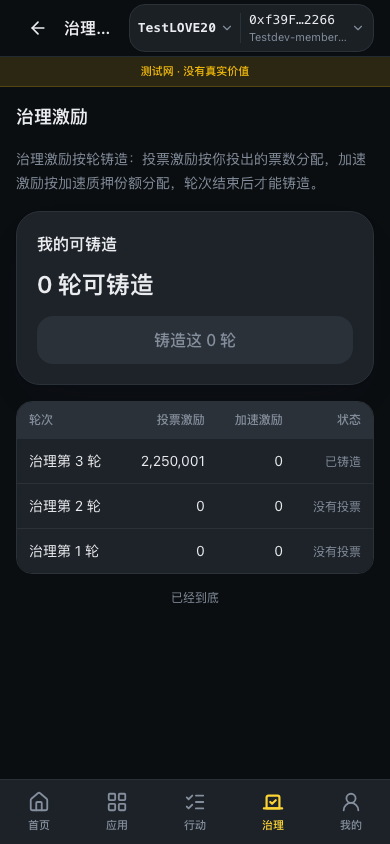 治理... TestLOVE20 0xf39F…2266
Testdev-member...
测试网 · 没有真实价值
治理激励
治理激励按轮铸造：投票激励按你投出的票数分配，加速
激励按加速质押份额分配，轮次结束后才能铸造。
我的可铸造
0 轮可铸造
铸造这 0 轮
轮次 投票激励 加速激励 状态
治理第 3 轮 2,250,001 0 已铸造
治理第 2 轮 0 0 没有投票
治理第 1 轮 0 0 没有投票
已经到底
首页 应用 行动 治理 我的